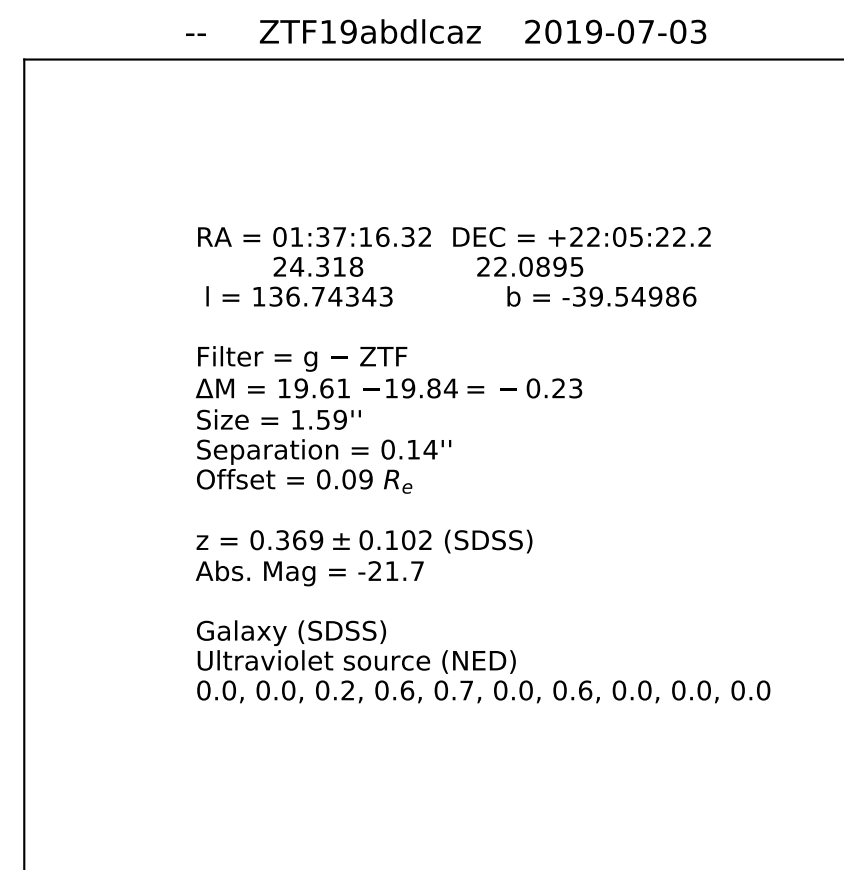 -- ZTF19abdlcaz 2019-07-03
RA = 01:37:16.32 DEC = +22:05:22.2
24.318 22.0895
l = 136.74343 b = -39.54986
Filter = g − ZTF
ΔM = 19.61 −19.84 = − 0.23
Size = 1.59''
Separation = 0.14''
Offset = 0.09 Re
z = 0.369 ± 0.102 (SDSS)
Abs. Mag = -21.7
Galaxy (SDSS)
Ultraviolet source (NED)
0.0, 0.0, 0.2, 0.6, 0.7, 0.0, 0.6, 0.0, 0.0, 0.0